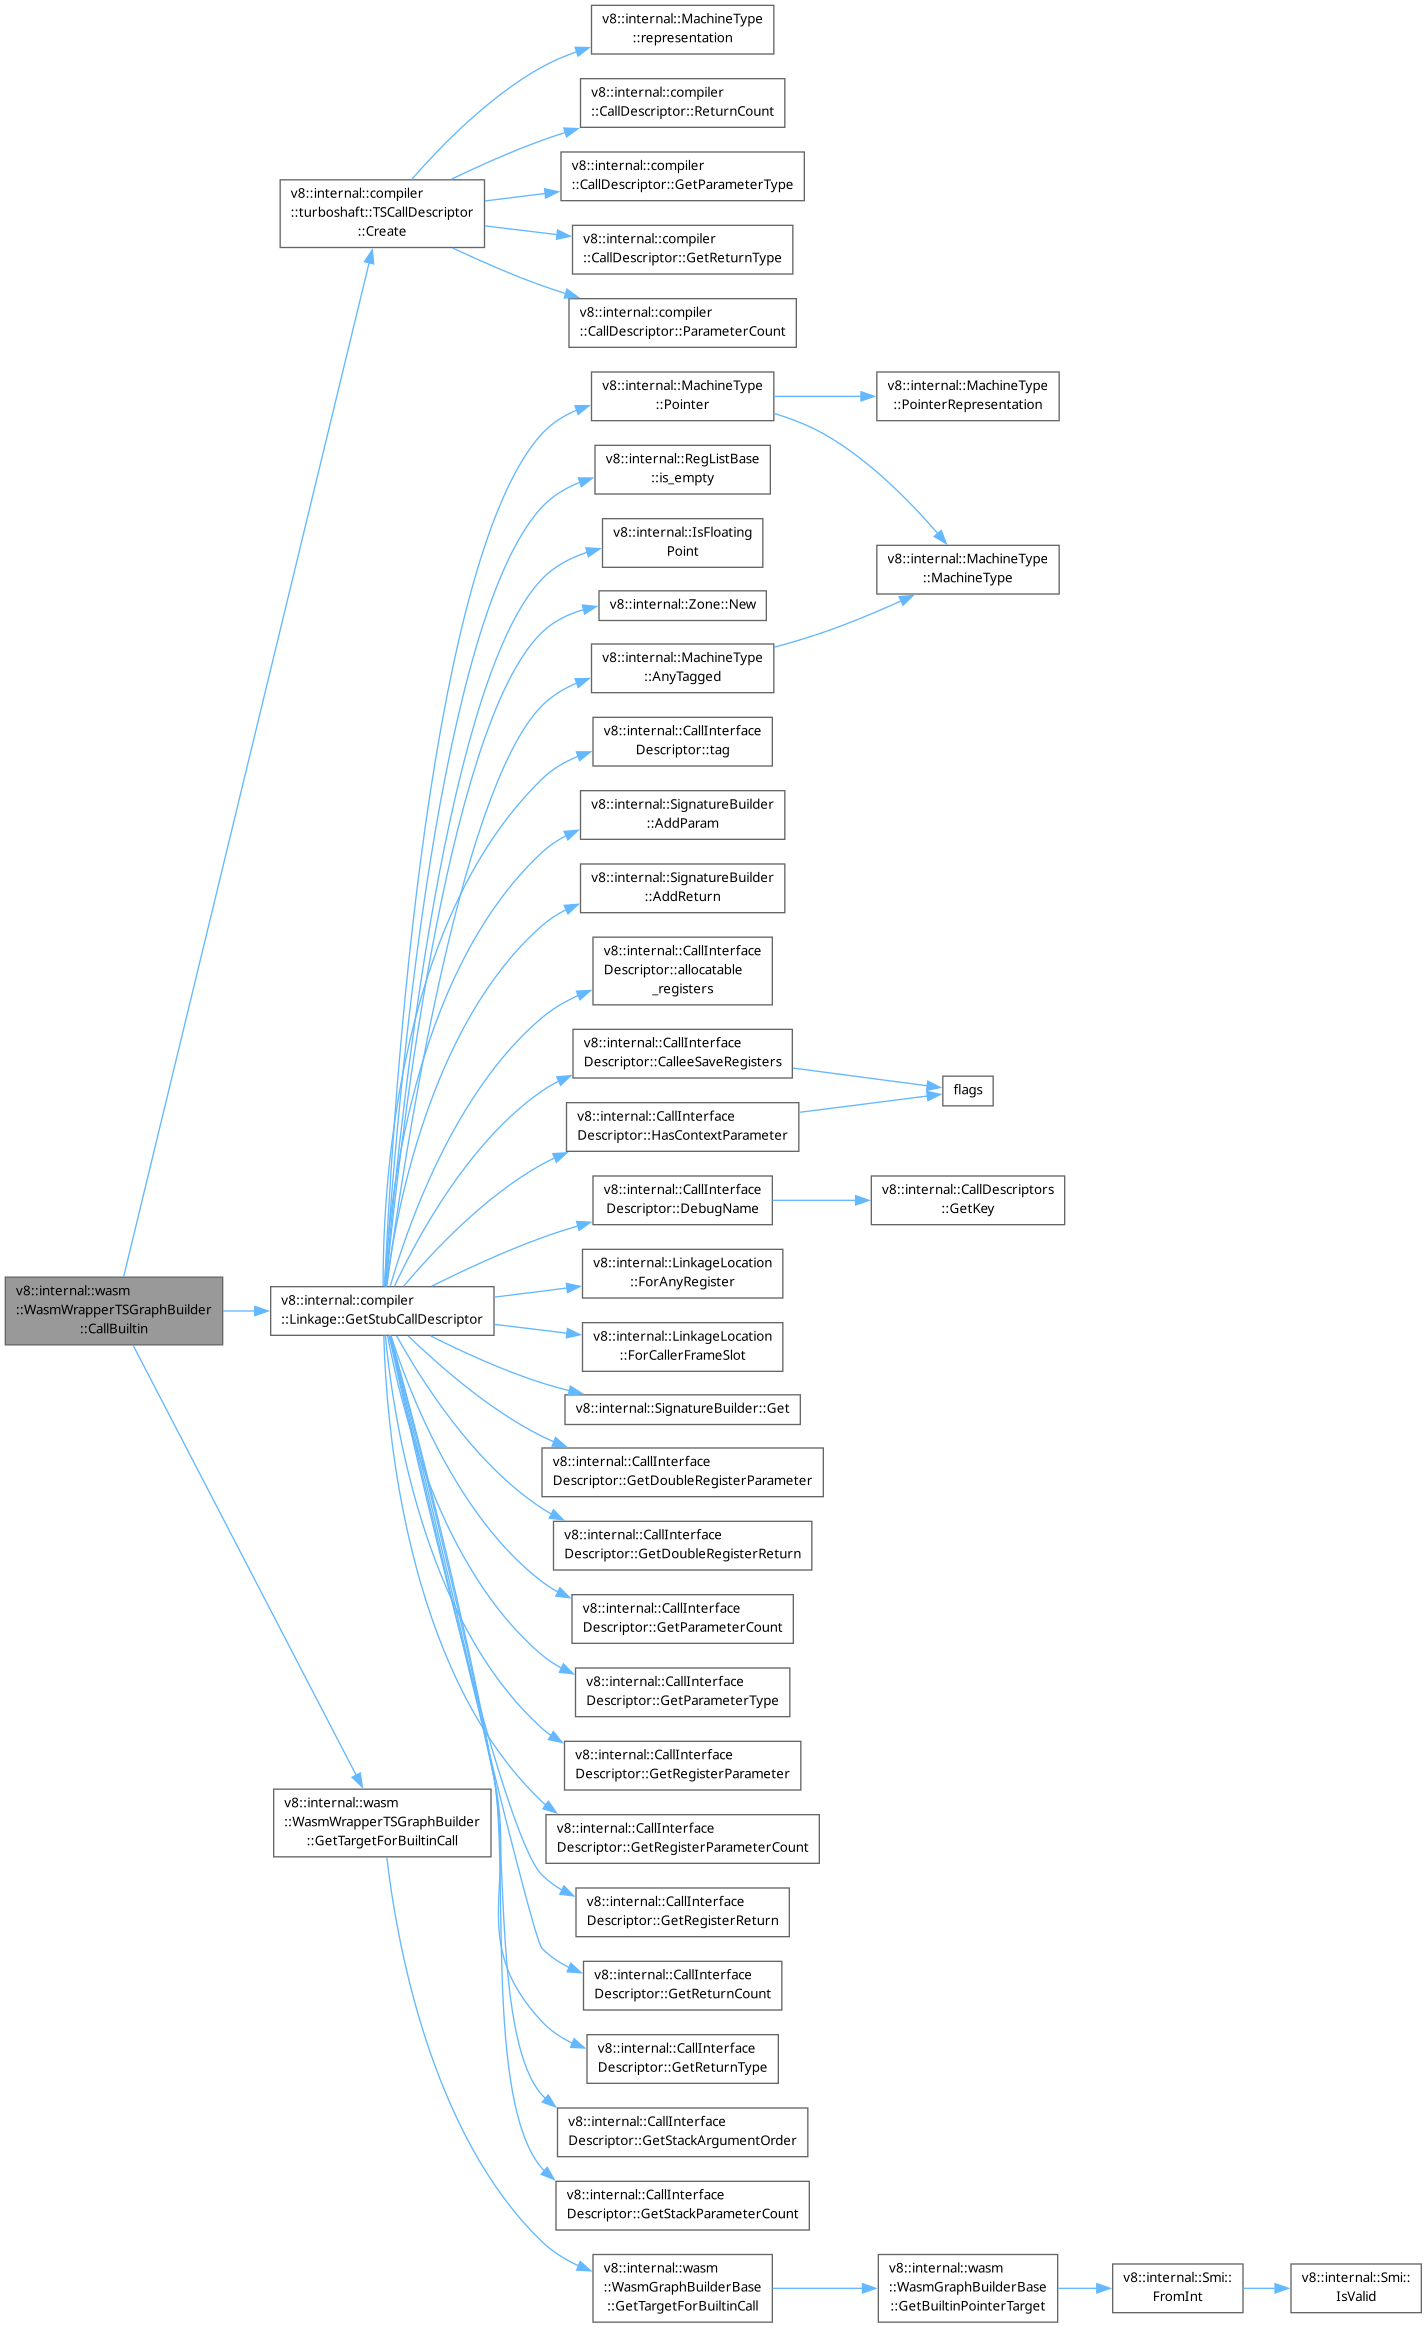 v8::internal::MachineType
::representation
v8::internal::compiler
::CallDescriptor::ReturnCount
v8::internal::compiler
::CallDescriptor::GetParameterType
v8::internal::compiler
::turboshaft::TSCallDescriptor
::Create
v8::internal::compiler
::CallDescriptor::GetReturnType
v8::internal::compiler
::CallDescriptor::ParameterCount
v8::internal::MachineType
::Pointer
v8::internal::MachineType
::PointerRepresentation
v8::internal::RegListBase
::is_empty
v8::internal::IsFloating
Point
v8::internal::MachineType
::MachineType
v8::internal::Zone::New
v8::internal::MachineType
::AnyTagged
v8::internal::CallInterface
Descriptor::tag
v8::internal::SignatureBuilder
::AddParam
v8::internal::SignatureBuilder
::AddReturn
v8::internal::CallInterface
Descriptor::allocatable
_registers
v8::internal::CallInterface
Descriptor::CalleeSaveRegisters
flags
v8::internal::CallInterface
Descriptor::HasContextParameter
v8::internal::CallInterface
Descriptor::DebugName
v8::internal::CallDescriptors
::GetKey
v8::internal::LinkageLocation
::ForAnyRegister
v8::internal::wasm
::WasmWrapperTSGraphBuilder
::CallBuiltin
v8::internal::compiler
::Linkage::GetStubCallDescriptor
v8::internal::LinkageLocation
::ForCallerFrameSlot
v8::internal::SignatureBuilder::Get
v8::internal::CallInterface
Descriptor::GetDoubleRegisterParameter
v8::internal::CallInterface
Descriptor::GetDoubleRegisterReturn
v8::internal::CallInterface
Descriptor::GetParameterCount
v8::internal::CallInterface
Descriptor::GetParameterType
v8::internal::CallInterface
Descriptor::GetRegisterParameter
v8::internal::wasm
::WasmWrapperTSGraphBuilder
::GetTargetForBuiltinCall
v8::internal::CallInterface
Descriptor::GetRegisterParameterCount
v8::internal::CallInterface
Descriptor::GetRegisterReturn
v8::internal::CallInterface
Descriptor::GetReturnCount
v8::internal::CallInterface
Descriptor::GetReturnType
v8::internal::CallInterface
Descriptor::GetStackArgumentOrder
v8::internal::CallInterface
Descriptor::GetStackParameterCount
v8::internal::wasm
::WasmGraphBuilderBase
::GetTargetForBuiltinCall
v8::internal::wasm
::WasmGraphBuilderBase
::GetBuiltinPointerTarget
v8::internal::Smi::
FromInt
v8::internal::Smi::
IsValid